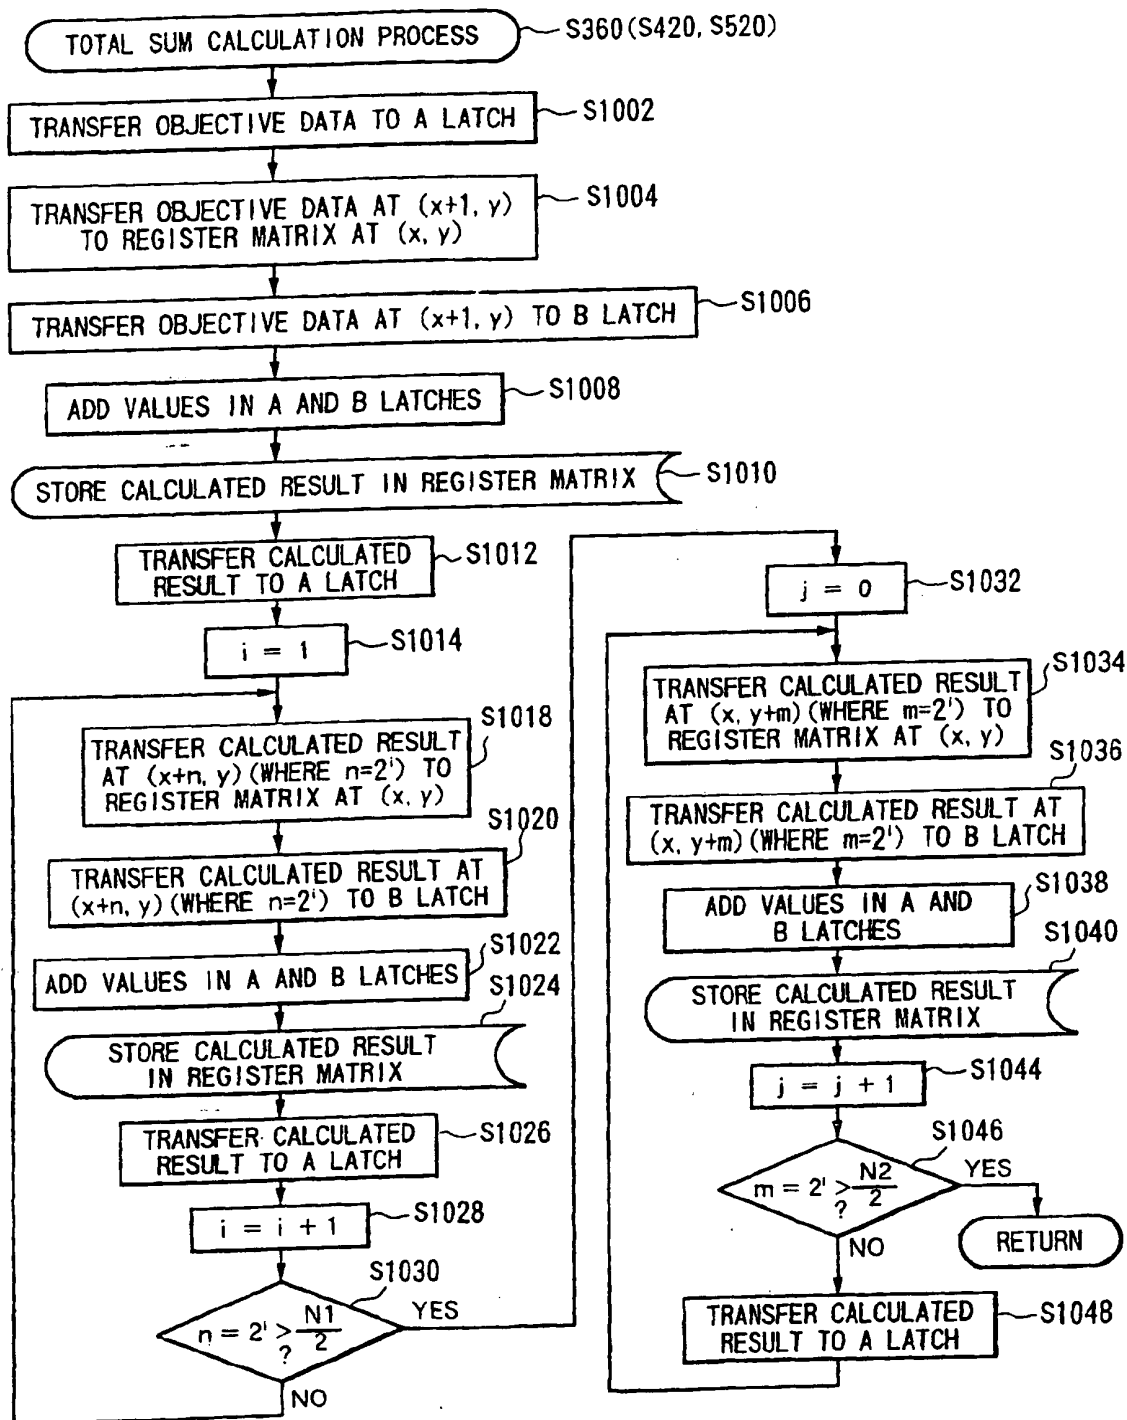 TOTAL SUM CALCULATION PROCESS
S360(S420, S520)
TRANSFER OBJECTIVE DATA TO A LATCH
S1002
TRANSFER OBJECTIVE DATA AT (x+1, y)
TO REGISTER MATRIX AT (x, y)
S1004
TRANSFER OBJECTIVE DATA AT (x+1, y) TO B LATCH
S1006
ADD VALUES IN A AND B LATCHES
S1008
STORE CALCULATED RESULT IN REGISTER MATRIX
S1010
TRANSFER CALCULATED
RESULT TO A LATCH
S1012
i = 1
S1014
TRANSFER CALCULATED RESULT
AT (x+n, y)(WHERE n=2ⁱ) TO
REGISTER MATRIX AT (x, y)
S1018
TRANSFER CALCULATED RESULT AT
(x+n, y)(WHERE n=2ⁱ) TO B LATCH
S1020
ADD VALUES IN A AND B LATCHES
S1022
STORE CALCULATED RESULT
IN REGISTER MATRIX
S1024
TRANSFER CALCULATED
RESULT TO A LATCH
S1026
i = i + 1
S1028
n = 2ⁱ > N1/2
?
S1030
YES
NO
j = 0
S1032
TRANSFER CALCULATED RESULT
AT (x, y+m)(WHERE m=2ⁱ) TO
REGISTER MATRIX AT (x, y)
S1034
TRANSFER CALCULATED RESULT AT
(x, y+m)(WHERE m=2ⁱ) TO B LATCH
S1036
ADD VALUES IN A AND
B LATCHES
S1038
STORE CALCULATED RESULT
IN REGISTER MATRIX
S1040
j = j + 1
S1044
m = 2ⁱ > N2/2
?
S1046
YES
RETURN
NO
TRANSFER CALCULATED
RESULT TO A LATCH
S1048